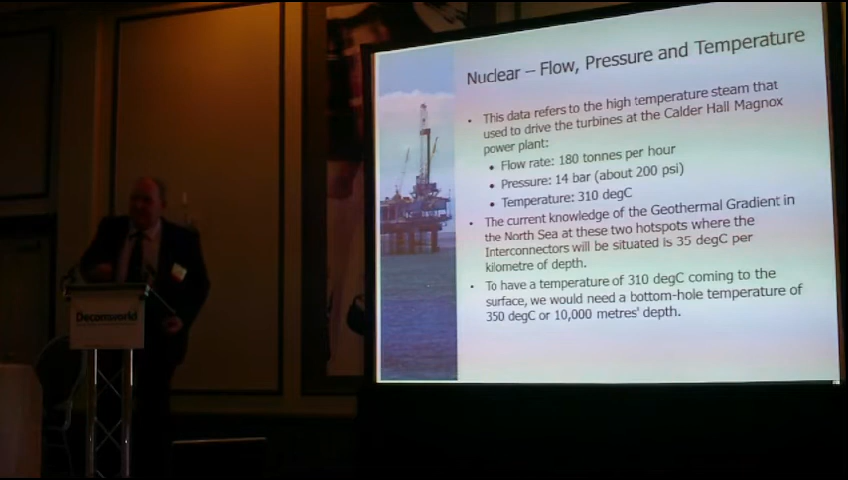 Nuclear – Flow, Pressure and Temperature
• This data refers to the high temperature steam that
used to drive the turbines at the Calder Hall Magnox
power plant:
• Flow rate: 180 tonnes per hour
• Pressure: 14 bar (about 200 psi)
• Temperature: 310 degC
• The current knowledge of the Geothermal Gradient in
the North Sea at these two hotspots where the
Interconnectors will be situated is 35 degC per
kilometre of depth.
• To have a temperature of 310 degC coming to the
surface, we would need a bottom-hole temperature of
350 degC or 10,000 metres' depth.
Decomworld